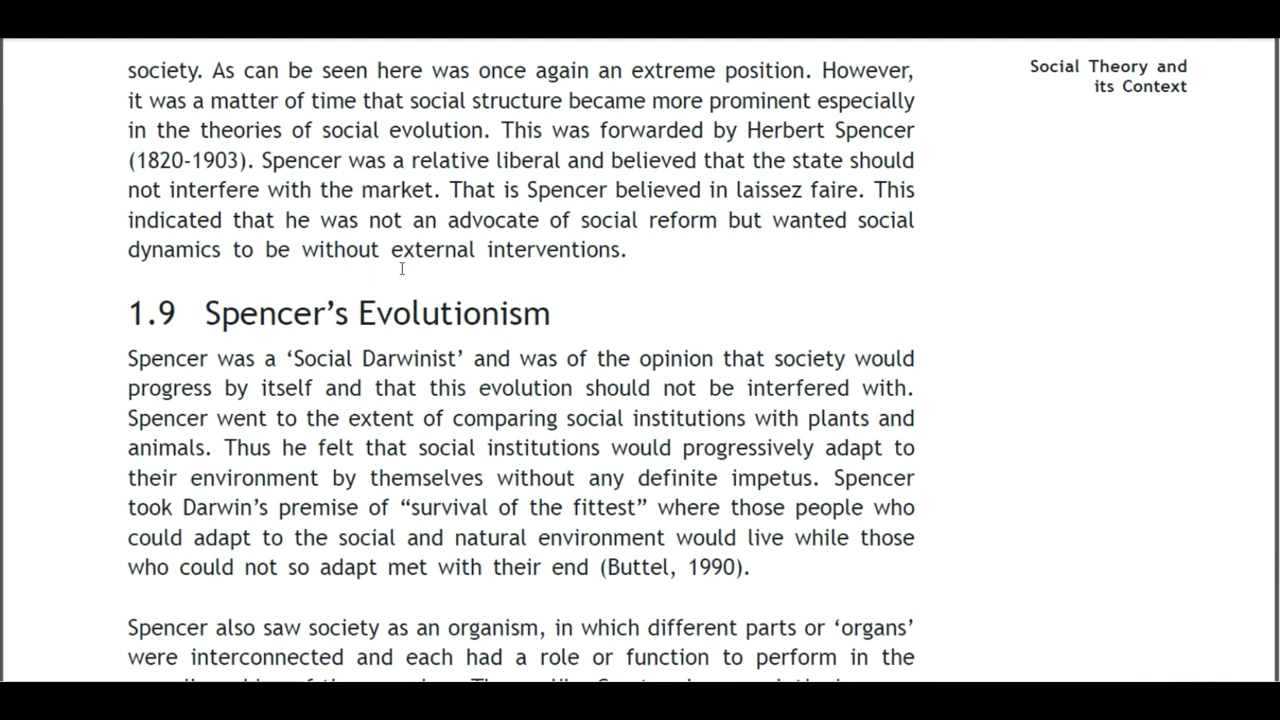 society. As can be seen here was once again an extreme position. However,
it was a matter of time that social structure became more prominent especially
in the theories of social evolution. This was forwarded by Herbert Spencer
(1820-1903). Spencer was a relative liberal and believed that the state should
not interfere with the market. That is Spencer believed in laissez faire. This
indicated that he was not an advocate of social reform but wanted social
dynamics to be without external interventions.
Social Theory and
its Context
1.9 Spencer’s Evolutionism
Spencer was a ‘Social Darwinist’ and was of the opinion that society would
progress by itself and that this evolution should not be interfered with.
Spencer went to the extent of comparing social institutions with plants and
animals. Thus he felt that social institutions would progressively adapt to
their environment by themselves without any definite impetus. Spencer
took Darwin’s premise of “survival of the fittest” where those people who
could adapt to the social and natural environment would live while those
who could not so adapt met with their end (Buttel, 1990).
Spencer also saw society as an organism, in which different parts or ‘organs’
were interconnected and each had a role or function to perform in the